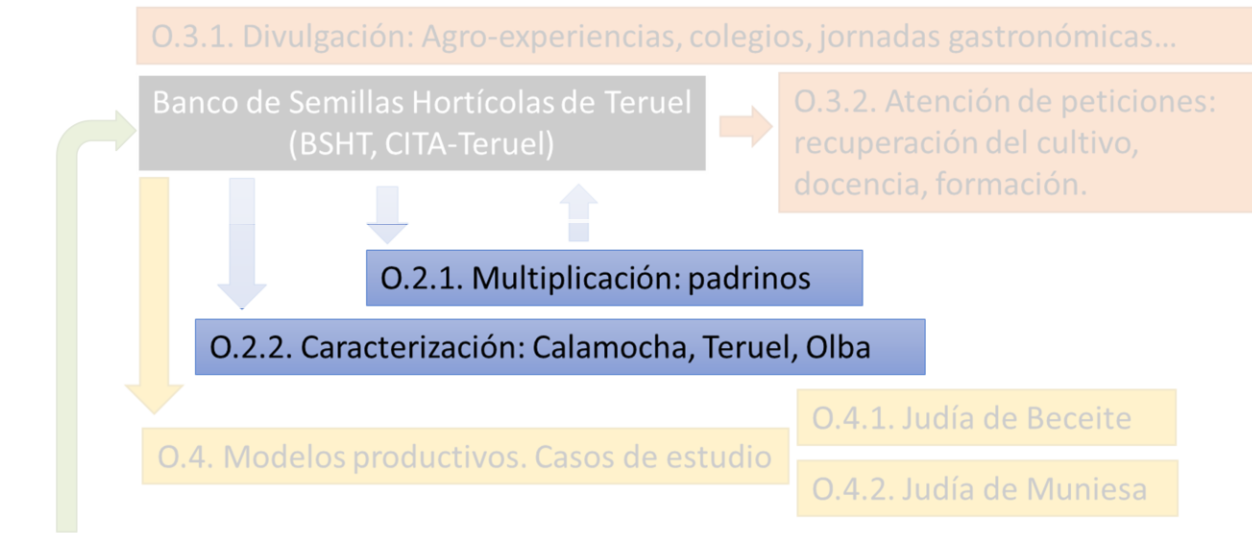 O.3.1. Divulgación: Agro-experiencias, colegios, jornadas gastronómicas…
Banco de Semillas Hortícolas de Teruel
(BSHT, CITA-Teruel)
O.3.2. Atención de peticiones:
recuperación del cultivo,
docencia, formación.
O.2.1. Multiplicación: padrinos
O.2.2. Caracterización: Calamocha, Teruel, Olba
O.4. Modelos productivos. Casos de estudio
O.4.1. Judía de Beceite
O.4.2. Judía de Muniesa